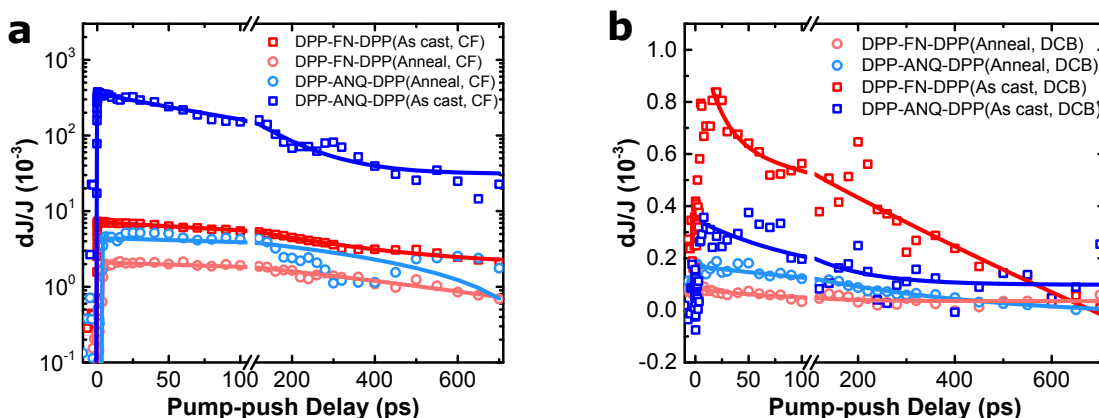 a
10³
10²
10¹
10⁰
10⁻¹
dJ/J (10⁻³)
DPP-FN-DPP(As cast, CF)
DPP-FN-DPP(Anneal, CF)
DPP-ANQ-DPP(Anneal, CF)
DPP-ANQ-DPP(As cast, CF)
0 50 100 200 400 600
Pump-push Delay (ps)
b
1.0
0.8
0.6
0.4
0.2
0.0
-0.2
dJ/J (10⁻³)
DPP-FN-DPP(Anneal, DCB)
DPP-ANQ-DPP(Anneal, DCB)
DPP-FN-DPP(As cast, DCB)
DPP-ANQ-DPP(As cast, DCB)
0 50 100 200 400 600
Pump-push Delay (ps)